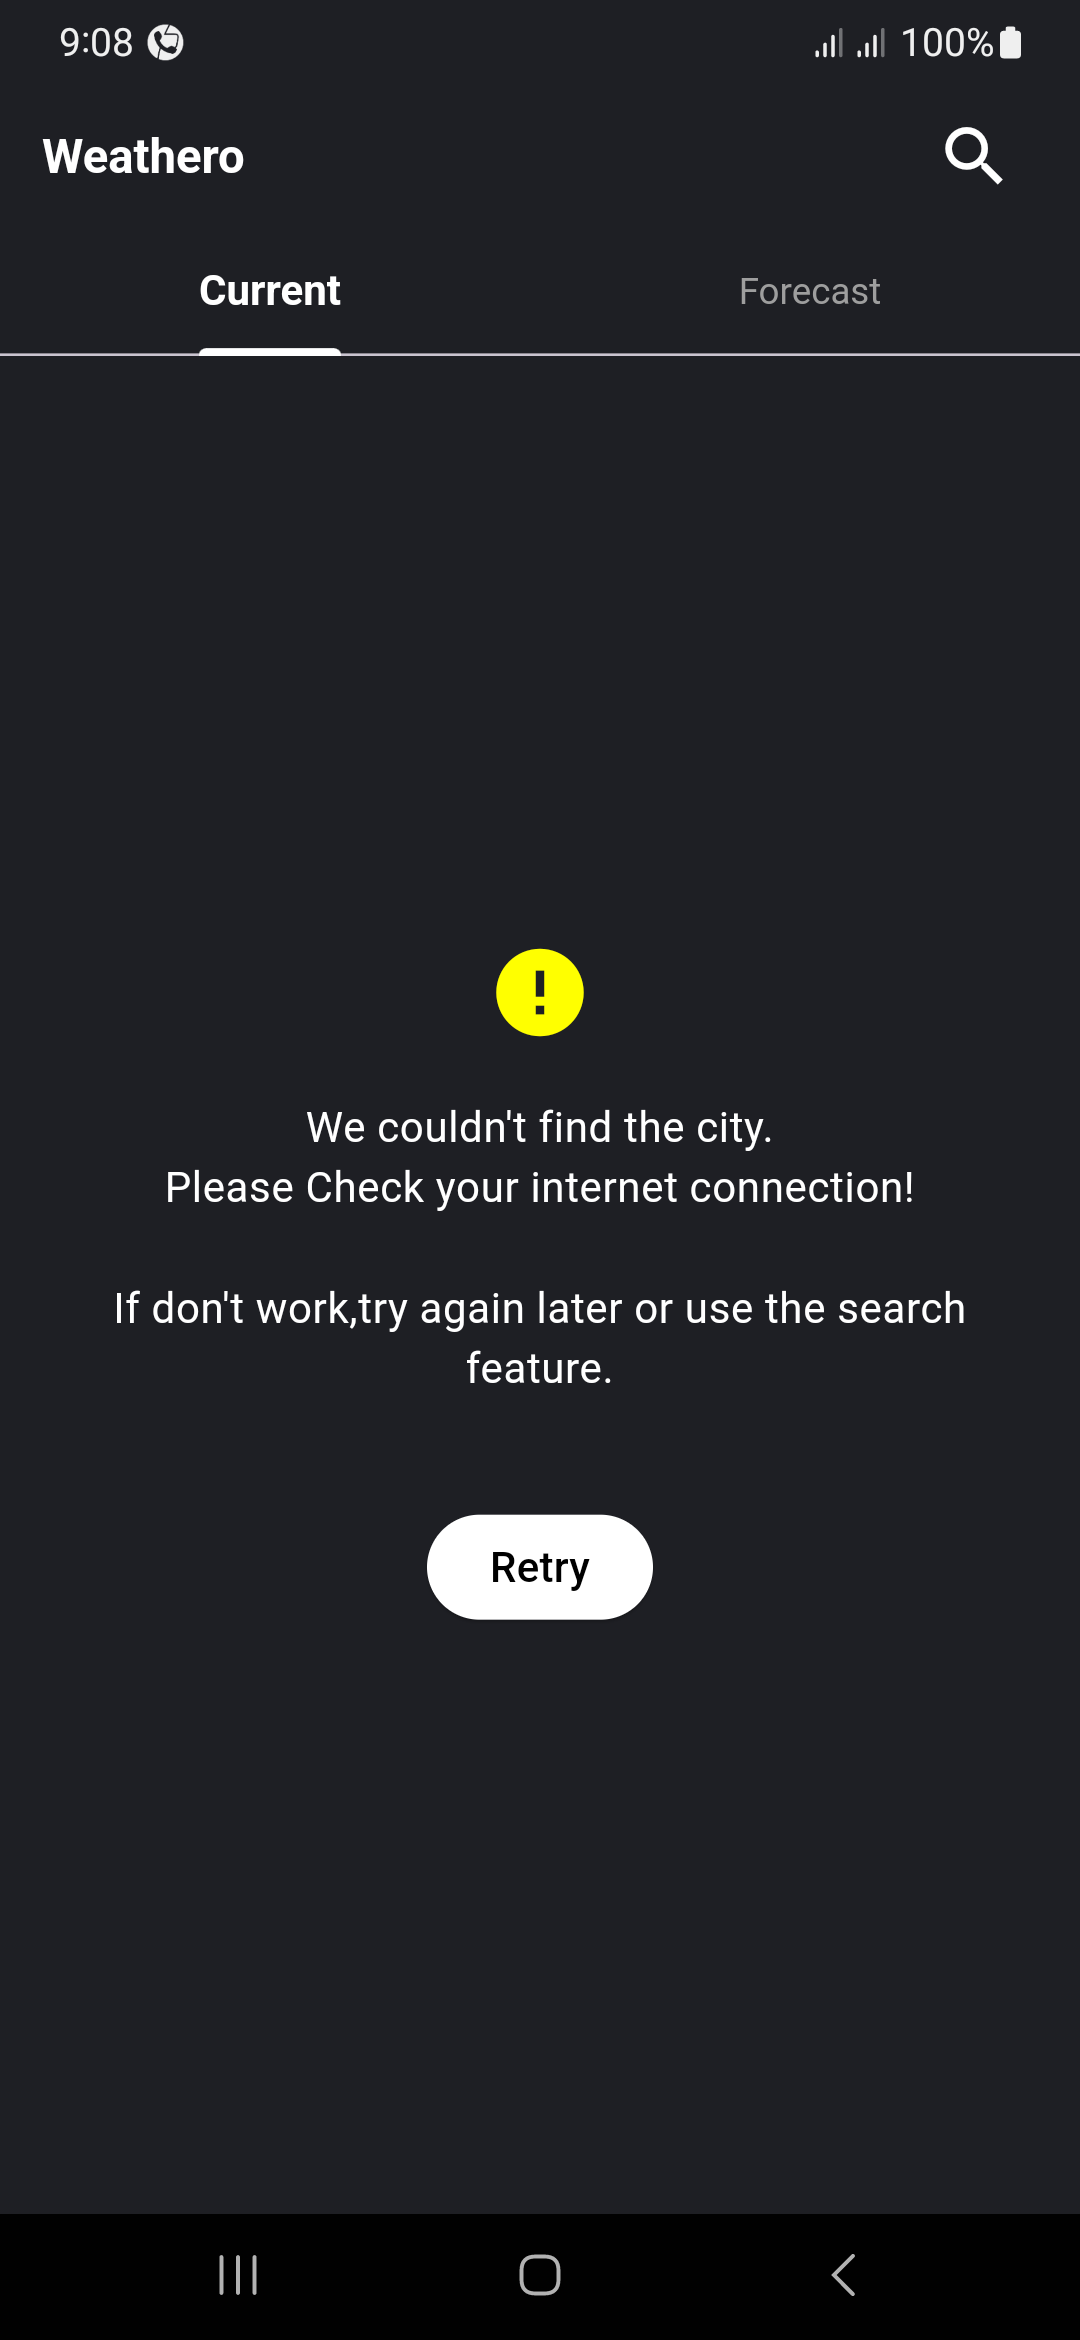 9:08 100%
Weathero
Current Forecast
We couldn't find the city.
Please Check your internet connection!
If don't work,try again later or use the search
feature.
Retry